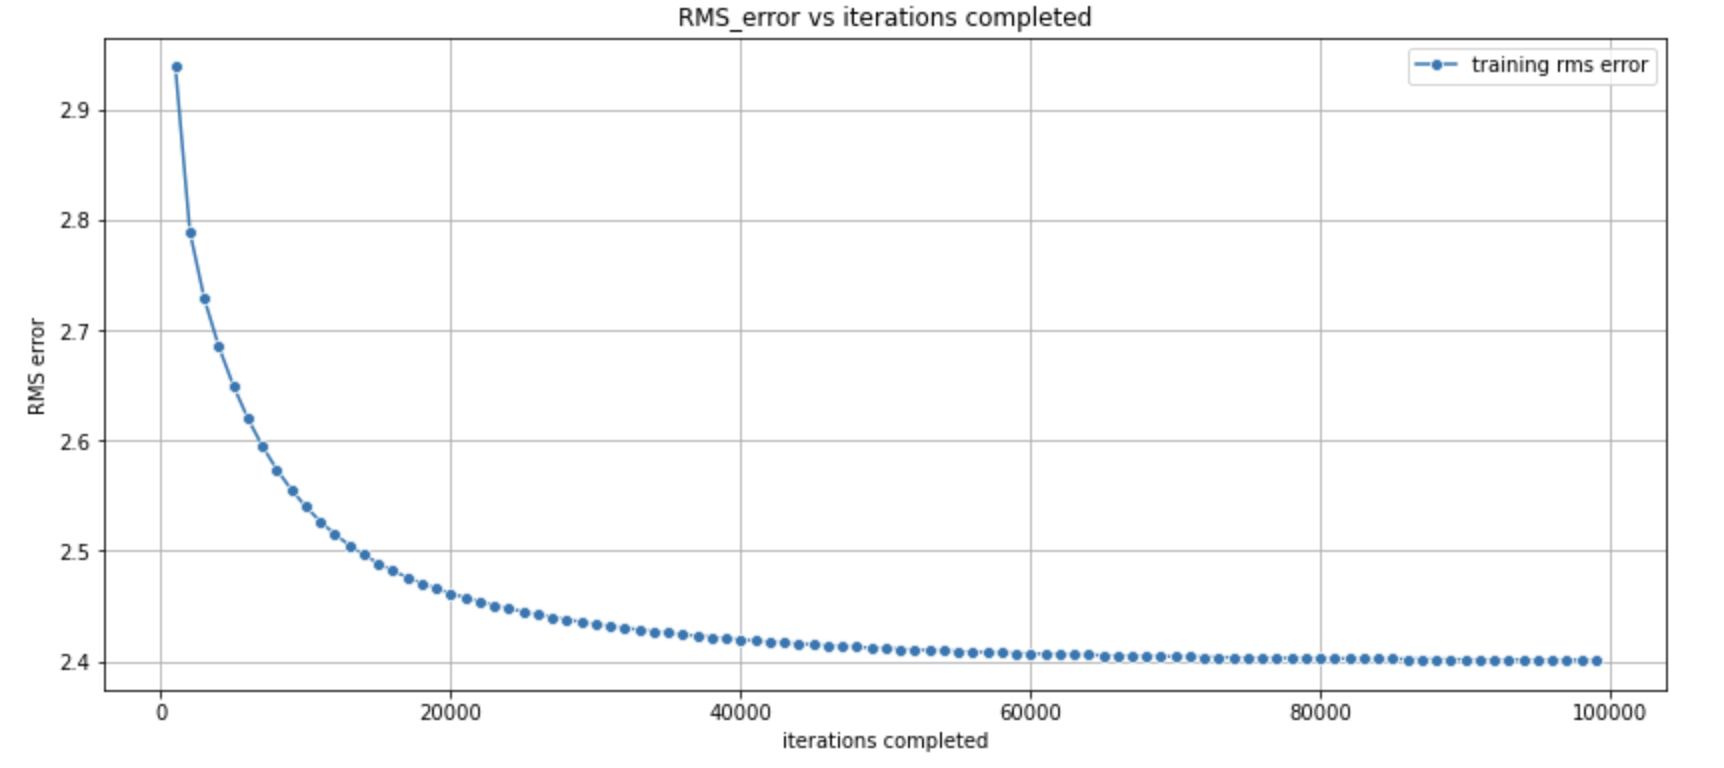 RMS_error vs iterations completed
training rms error
2.9
2.8
2.7
2.6
2.5
2.4
RMS error
0 20000 40000 60000 80000 100000
iterations completed